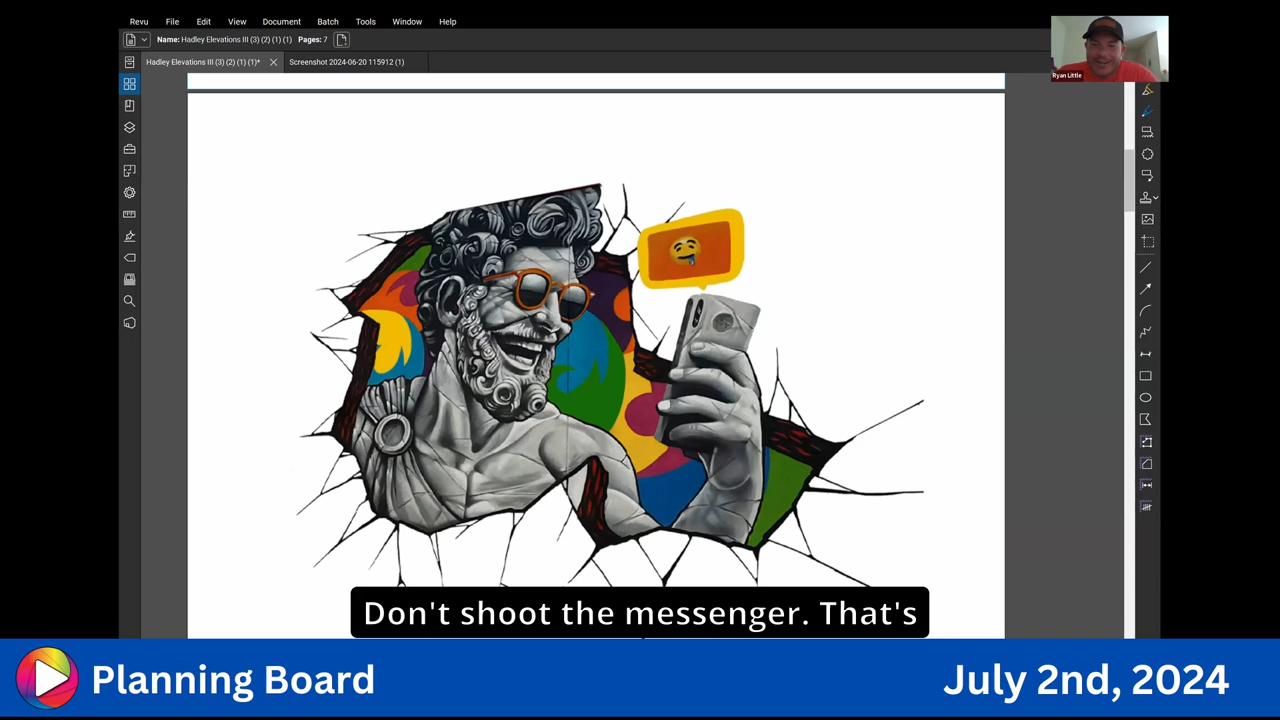 Revu File Edit View Document Batch Tools Window Help
Name: Hadley Elevations III (3) (2) (1) (1) Pages: 7
Hadley Elevations III (3) (2) (1) (1)* Screenshot 2024-06-20 115912 (1)
Ryan Little
Don't shoot the messenger. That's
Planning Board July 2nd, 2024